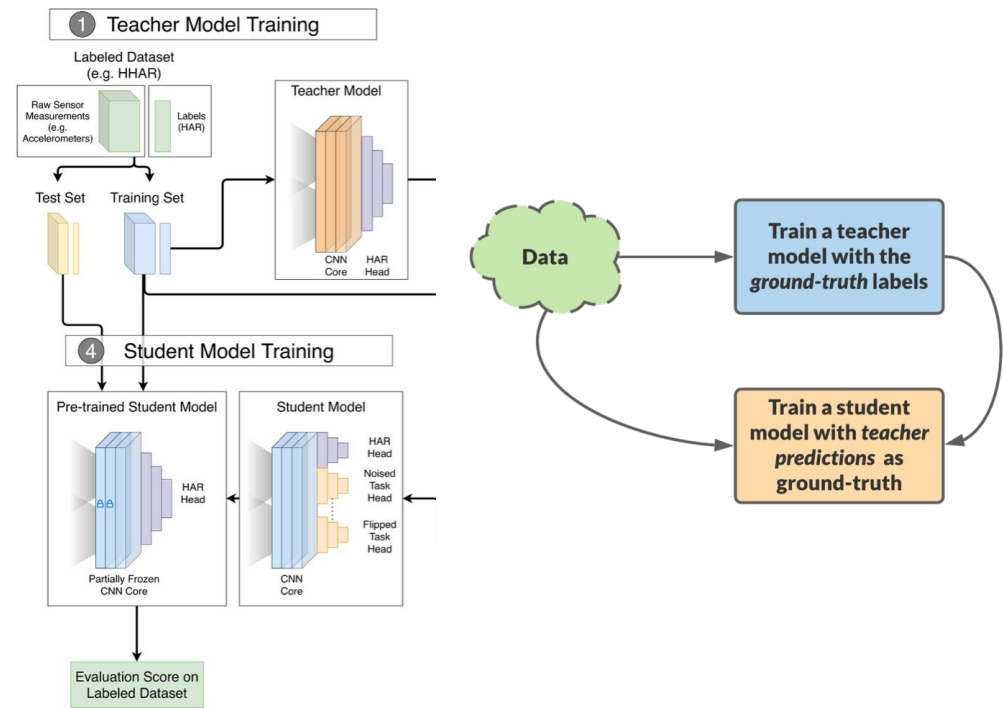 1 Teacher Model Training
Labeled Dataset
(e.g. HHAR)
Raw Sensor
Measurements
(e.g.
Accelerometers)
Labels
(HAR)
Test Set
Training Set
Teacher Model
CNN
Core
HAR
Head
4 Student Model Training
Pre-trained Student Model
HAR
Head
Partially Frozen
CNN Core
Student Model
HAR
Head
Noised
Task
Head
Flipped
Task
Head
CNN
Core
Evaluation Score on
Labeled Dataset
Data
Train a teacher
model with the
ground-truth labels
Train a student
model with teacher
predictions as
ground-truth